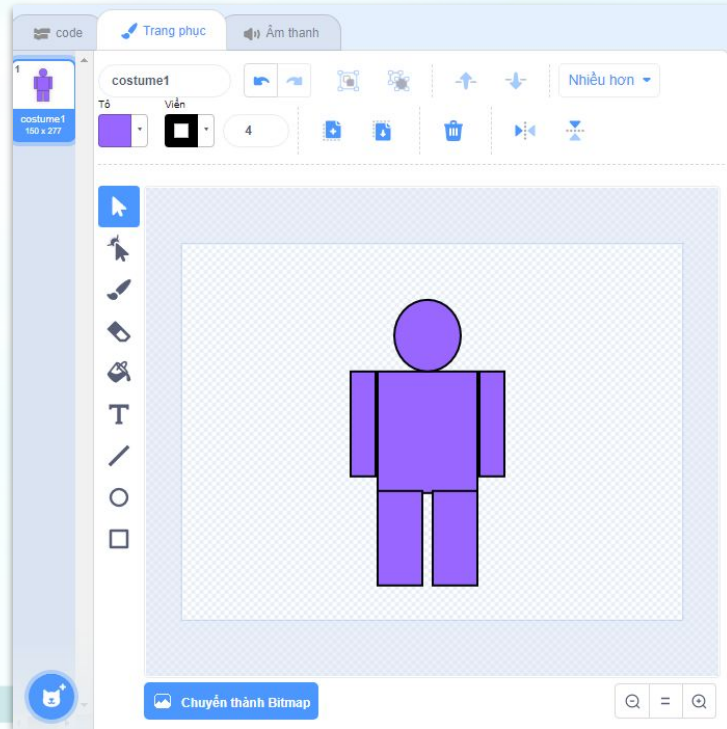 code
Trang phục
Âm thanh
1
costume1
150 x 277
costume1
Nhiều hơn
Tô
Viền
4
T
Chuyển thành Bitmap